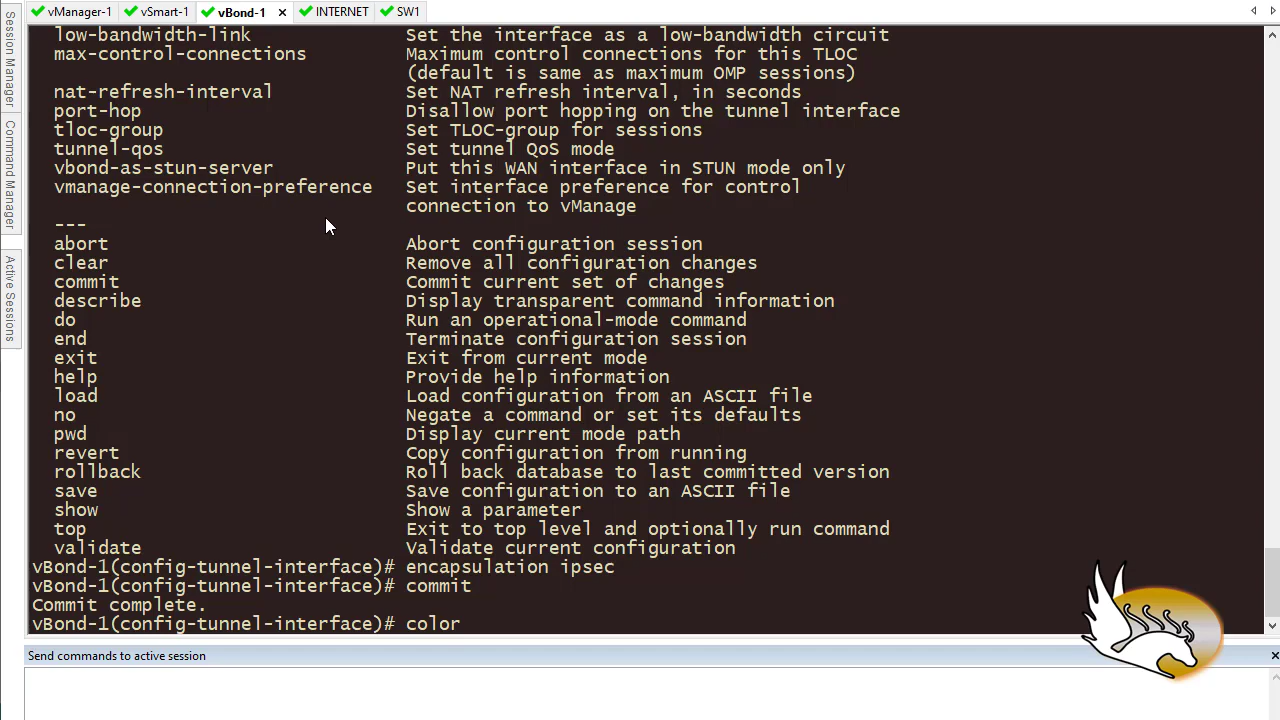 vManager-1 vSmart-1 vBond-1 INTERNET SW1
Session Manager
Command Manager
Active Sessions
low-bandwidth-link Set the interface as a low-bandwidth circuit
max-control-connections Maximum control connections for this TLOC
(default is same as maximum OMP sessions)
nat-refresh-interval Set NAT refresh interval, in seconds
port-hop Disallow port hopping on the tunnel interface
tloc-group Set TLOC-group for sessions
tunnel-qos Set tunnel QoS mode
vbond-as-stun-server Put this WAN interface in STUN mode only
vmanage-connection-preference Set interface preference for control
connection to vManage
---
abort Abort configuration session
clear Remove all configuration changes
commit Commit current set of changes
describe Display transparent command information
do Run an operational-mode command
end Terminate configuration session
exit Exit from current mode
help Provide help information
load Load configuration from an ASCII file
no Negate a command or set its defaults
pwd Display current mode path
revert Copy configuration from running
rollback Roll back database to last committed version
save Save configuration to an ASCII file
show Show a parameter
top Exit to top level and optionally run command
validate Validate current configuration
vBond-1(config-tunnel-interface)# encapsulation ipsec
vBond-1(config-tunnel-interface)# commit
Commit complete.
vBond-1(config-tunnel-interface)# color
Send commands to active session